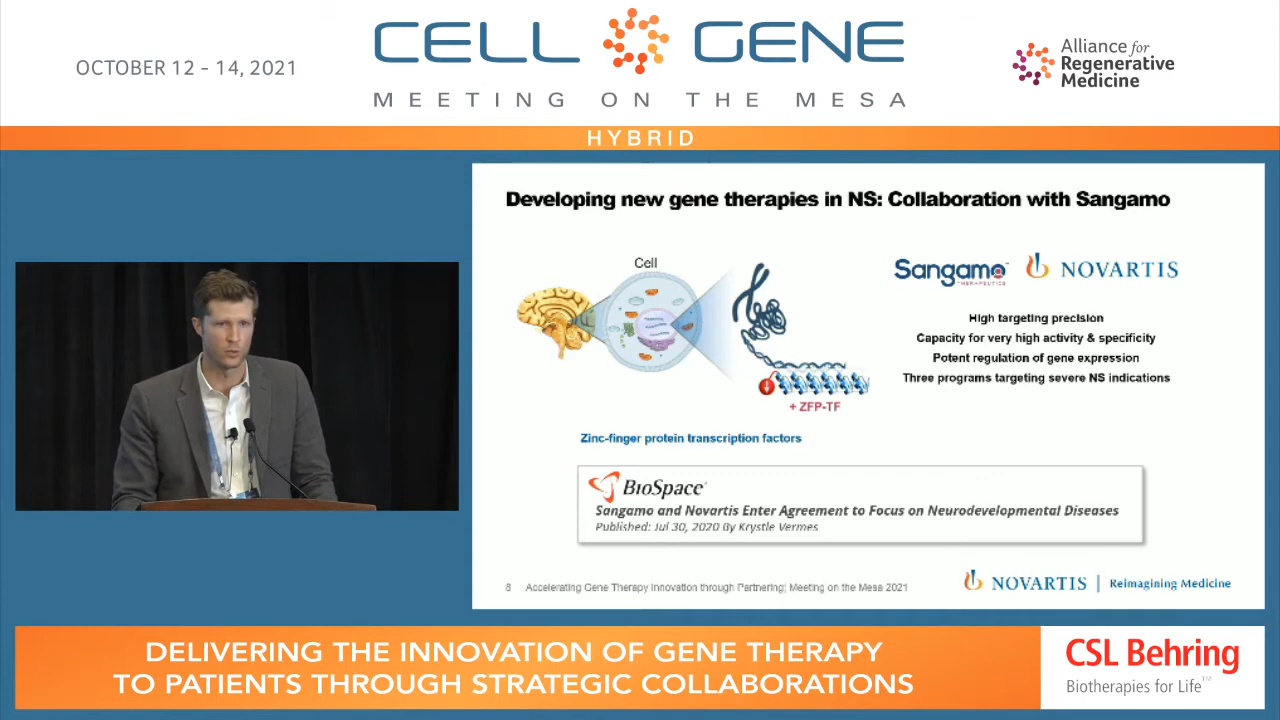 OCTOBER 12 - 14, 2021
CELL GENE
MEETING ON THE MESA
Alliance for
Regenerative
Medicine
HYBRID
Developing new gene therapies in NS: Collaboration with Sangamo
Cell
+ ZFP-TF
Zinc-finger protein transcription factors
Sangamo
THERAPEUTICS
NOVARTIS
High targeting precision
Capacity for very high activity & specificity
Potent regulation of gene expression
Three programs targeting severe NS indications
BioSpace
Sangamo and Novartis Enter Agreement to Focus on Neurodevelopmental Diseases
Published: Jul 30, 2020 By Krystle Vermes
8 Accelerating Gene Therapy Innovation through Partnering; Meeting on the Mesa 2021
NOVARTIS | Reimagining Medicine
DELIVERING THE INNOVATION OF GENE THERAPY
TO PATIENTS THROUGH STRATEGIC COLLABORATIONS
CSL Behring
Biotherapies for Life™